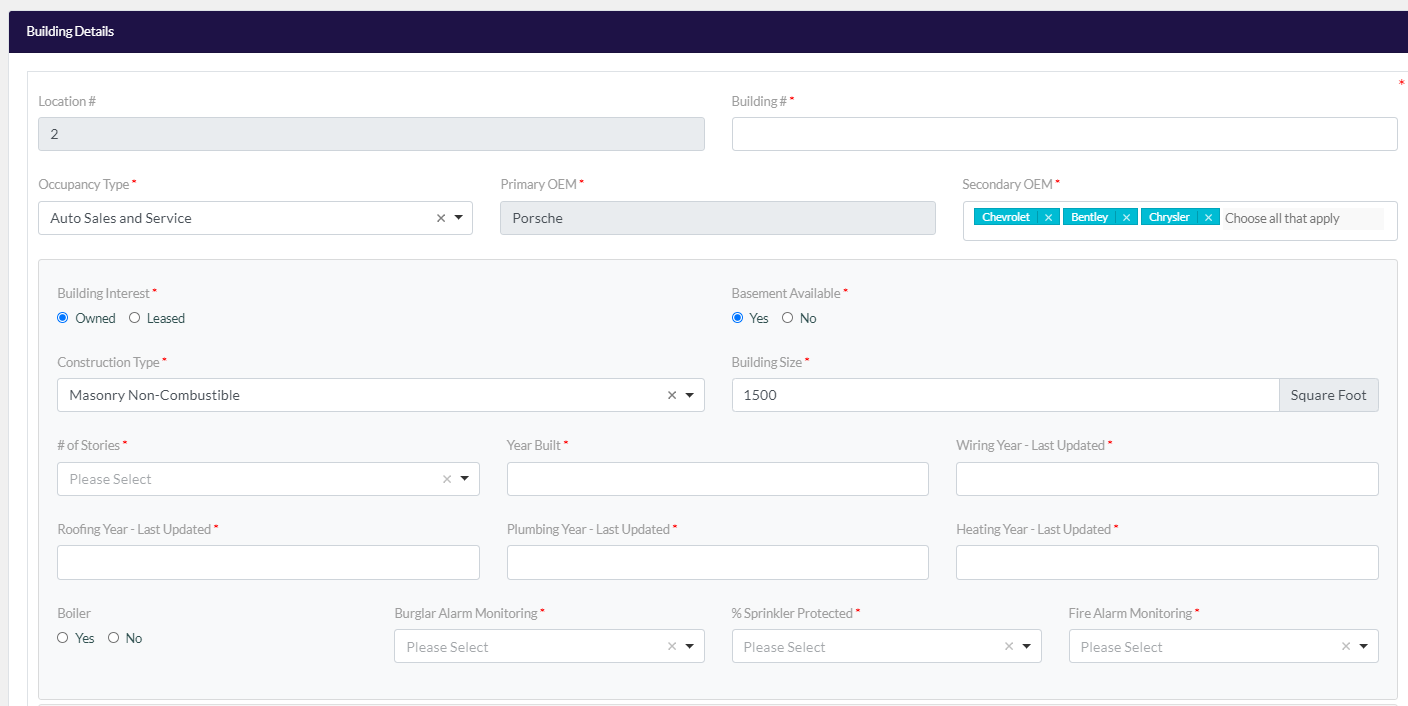 Building Details
*
Location # Building # *
2
Occupancy Type * Primary OEM * Secondary OEM *
Auto Sales and Service × Porsche Chevrolet × Bentley × Chrysler × Choose all that apply
Building Interest * Basement Available *
Owned Leased Yes No
Construction Type * Building Size *
Masonry Non-Combustible × 1500 Square Foot
# of Stories * Year Built * Wiring Year - Last Updated *
Please Select ×
Roofing Year - Last Updated * Plumbing Year - Last Updated * Heating Year - Last Updated *
Boiler Burglar Alarm Monitoring * % Sprinkler Protected * Fire Alarm Monitoring *
Yes No Please Select × Please Select × Please Select ×